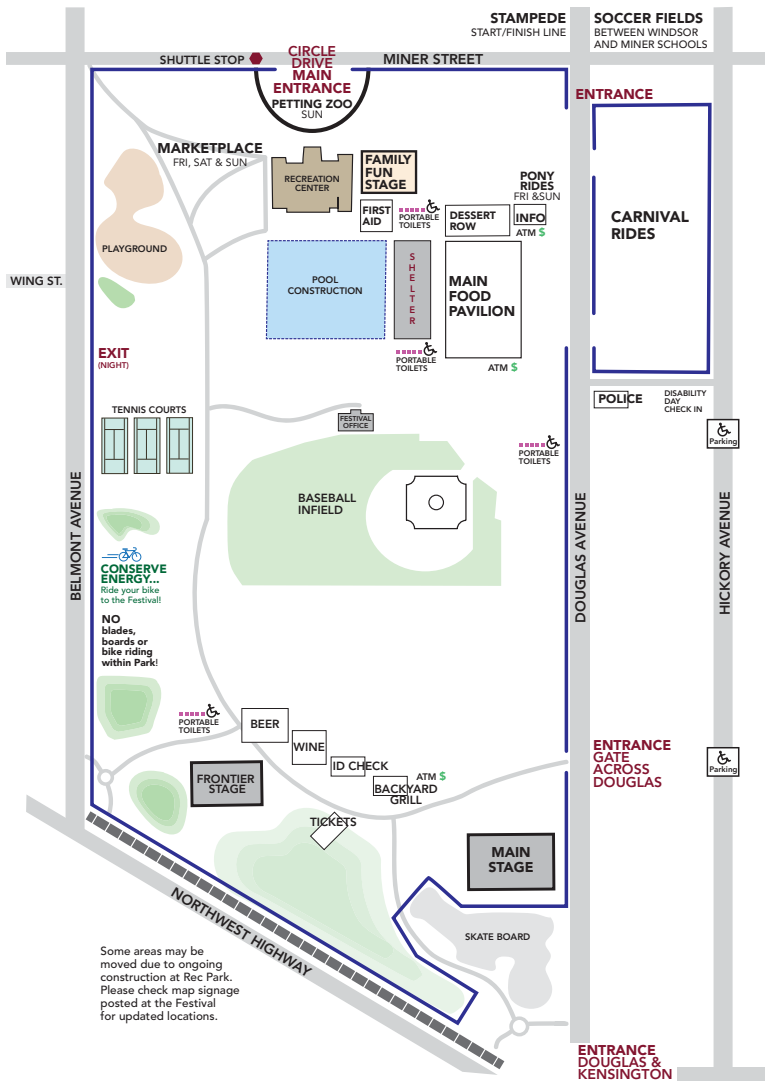 STAMPEDE
START/FINISH LINE
SOCCER FIELDS
BETWEEN WINDSOR
AND MINER SCHOOLS
SHUTTLE STOP
CIRCLE
DRIVE
MAIN
ENTRANCE
MINER STREET
PETTING ZOO
SUN
ENTRANCE
MARKETPLACE
FRI, SAT & SUN
RECREATION
CENTER
FAMILY
FUN
STAGE
PONY
RIDES
FRI &SUN
FIRST
AID
PORTABLE
TOILETS
DESSERT
ROW
INFO
ATM $
CARNIVAL
RIDES
PLAYGROUND
WING ST.
POOL
CONSTRUCTION
SHELTER
MAIN
FOOD
PAVILION
EXIT
(NIGHT)
PORTABLE
TOILETS
ATM $
POLICE
DISABILITY
DAY
CHECK IN
TENNIS COURTS
FESTIVAL
OFFICE
PORTABLE
TOILETS
Parking
BASEBALL
INFIELD
BELMONT AVENUE
DOUGLAS AVENUE
HICKORY AVENUE
CONSERVE
ENERGY...
Ride your bike
to the Festival!
NO
blades,
boards or
bike riding
within Park!
PORTABLE
TOILETS
BEER
WINE
ID CHECK
FRONTIER
STAGE
ATM $
BACKYARD
GRILL
ENTRANCE
GATE
ACROSS
DOUGLAS
Parking
TICKETS
MAIN
STAGE
NORTHWEST HIGHWAY
SKATE BOARD
Some areas may be
moved due to ongoing
construction at Rec Park.
Please check map signage
posted at the Festival
for updated locations.
ENTRANCE
DOUGLAS &
KENSINGTON